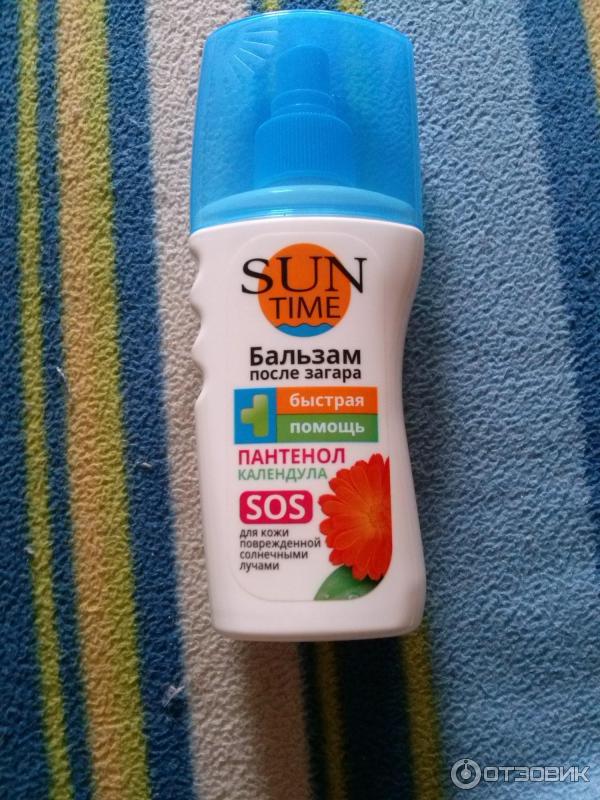 SUN
TIME
Бальзам
после загара
быстрая
помощь
ПАНТЕНОЛ
КАЛЕНДУЛА
SOS
для кожи
поврежденной
солнечными
лучами
ОТЗОВИК